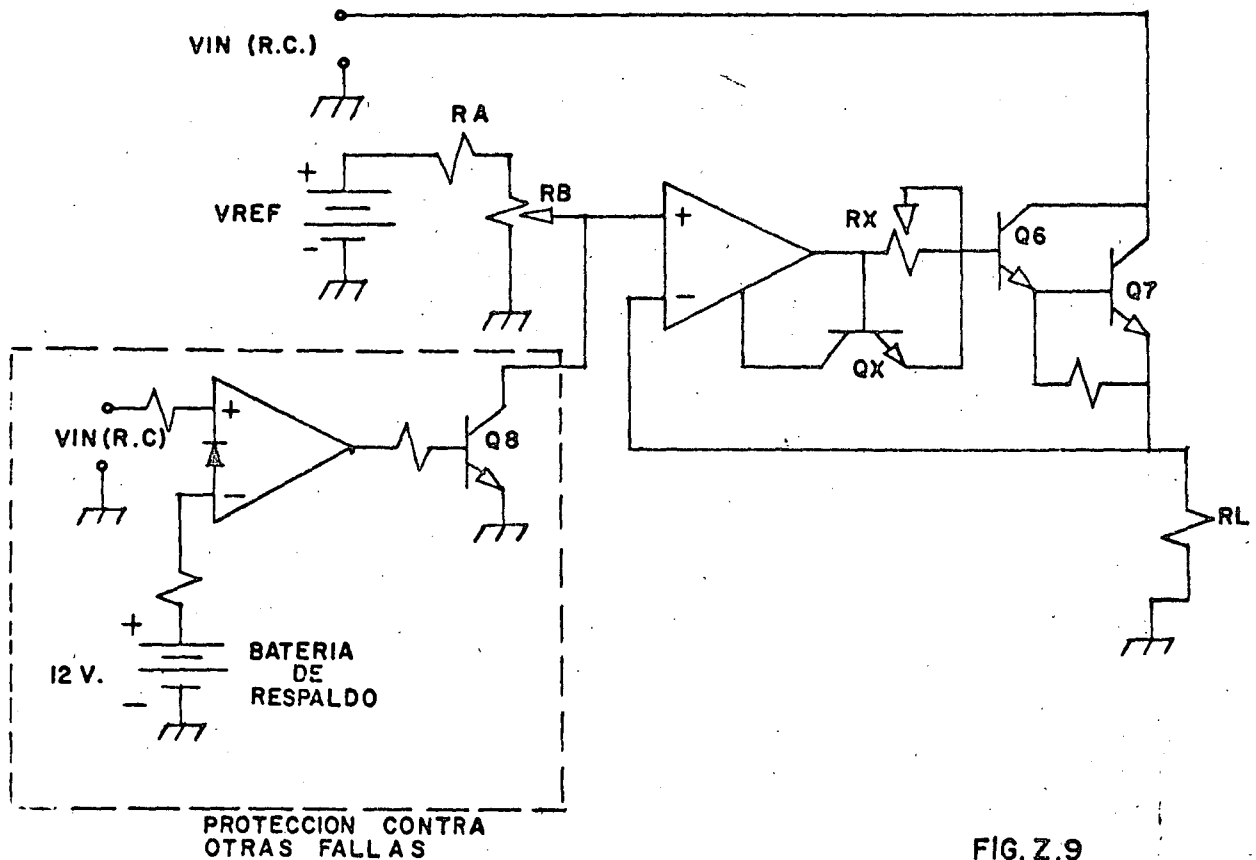 VIN (R.C.)
RA
+
VREF
-
RB
+
-
RX
QX
Q6
Q7
RL
VIN (R.C)
+
-
Q8
+
12 V.
-
BATERIA
DE
RESPALDO
PROTECCION CONTRA
OTRAS FALLAS
FIG. Z.9